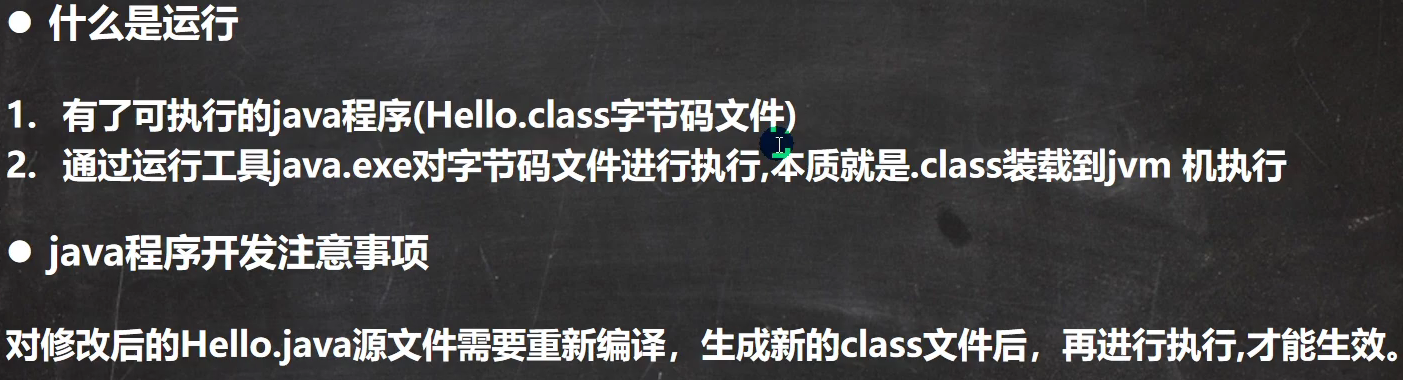 ● 什么是运行
1. 有了可执行的java程序(Hello.class字节码文件)
2. 通过运行工具java.exe对字节码文件进行执行,本质就是.class装载到jvm 机执行
● java程序开发注意事项
对修改后的Hello.java源文件需要重新编译，生成新的class文件后，再进行执行,才能生效。